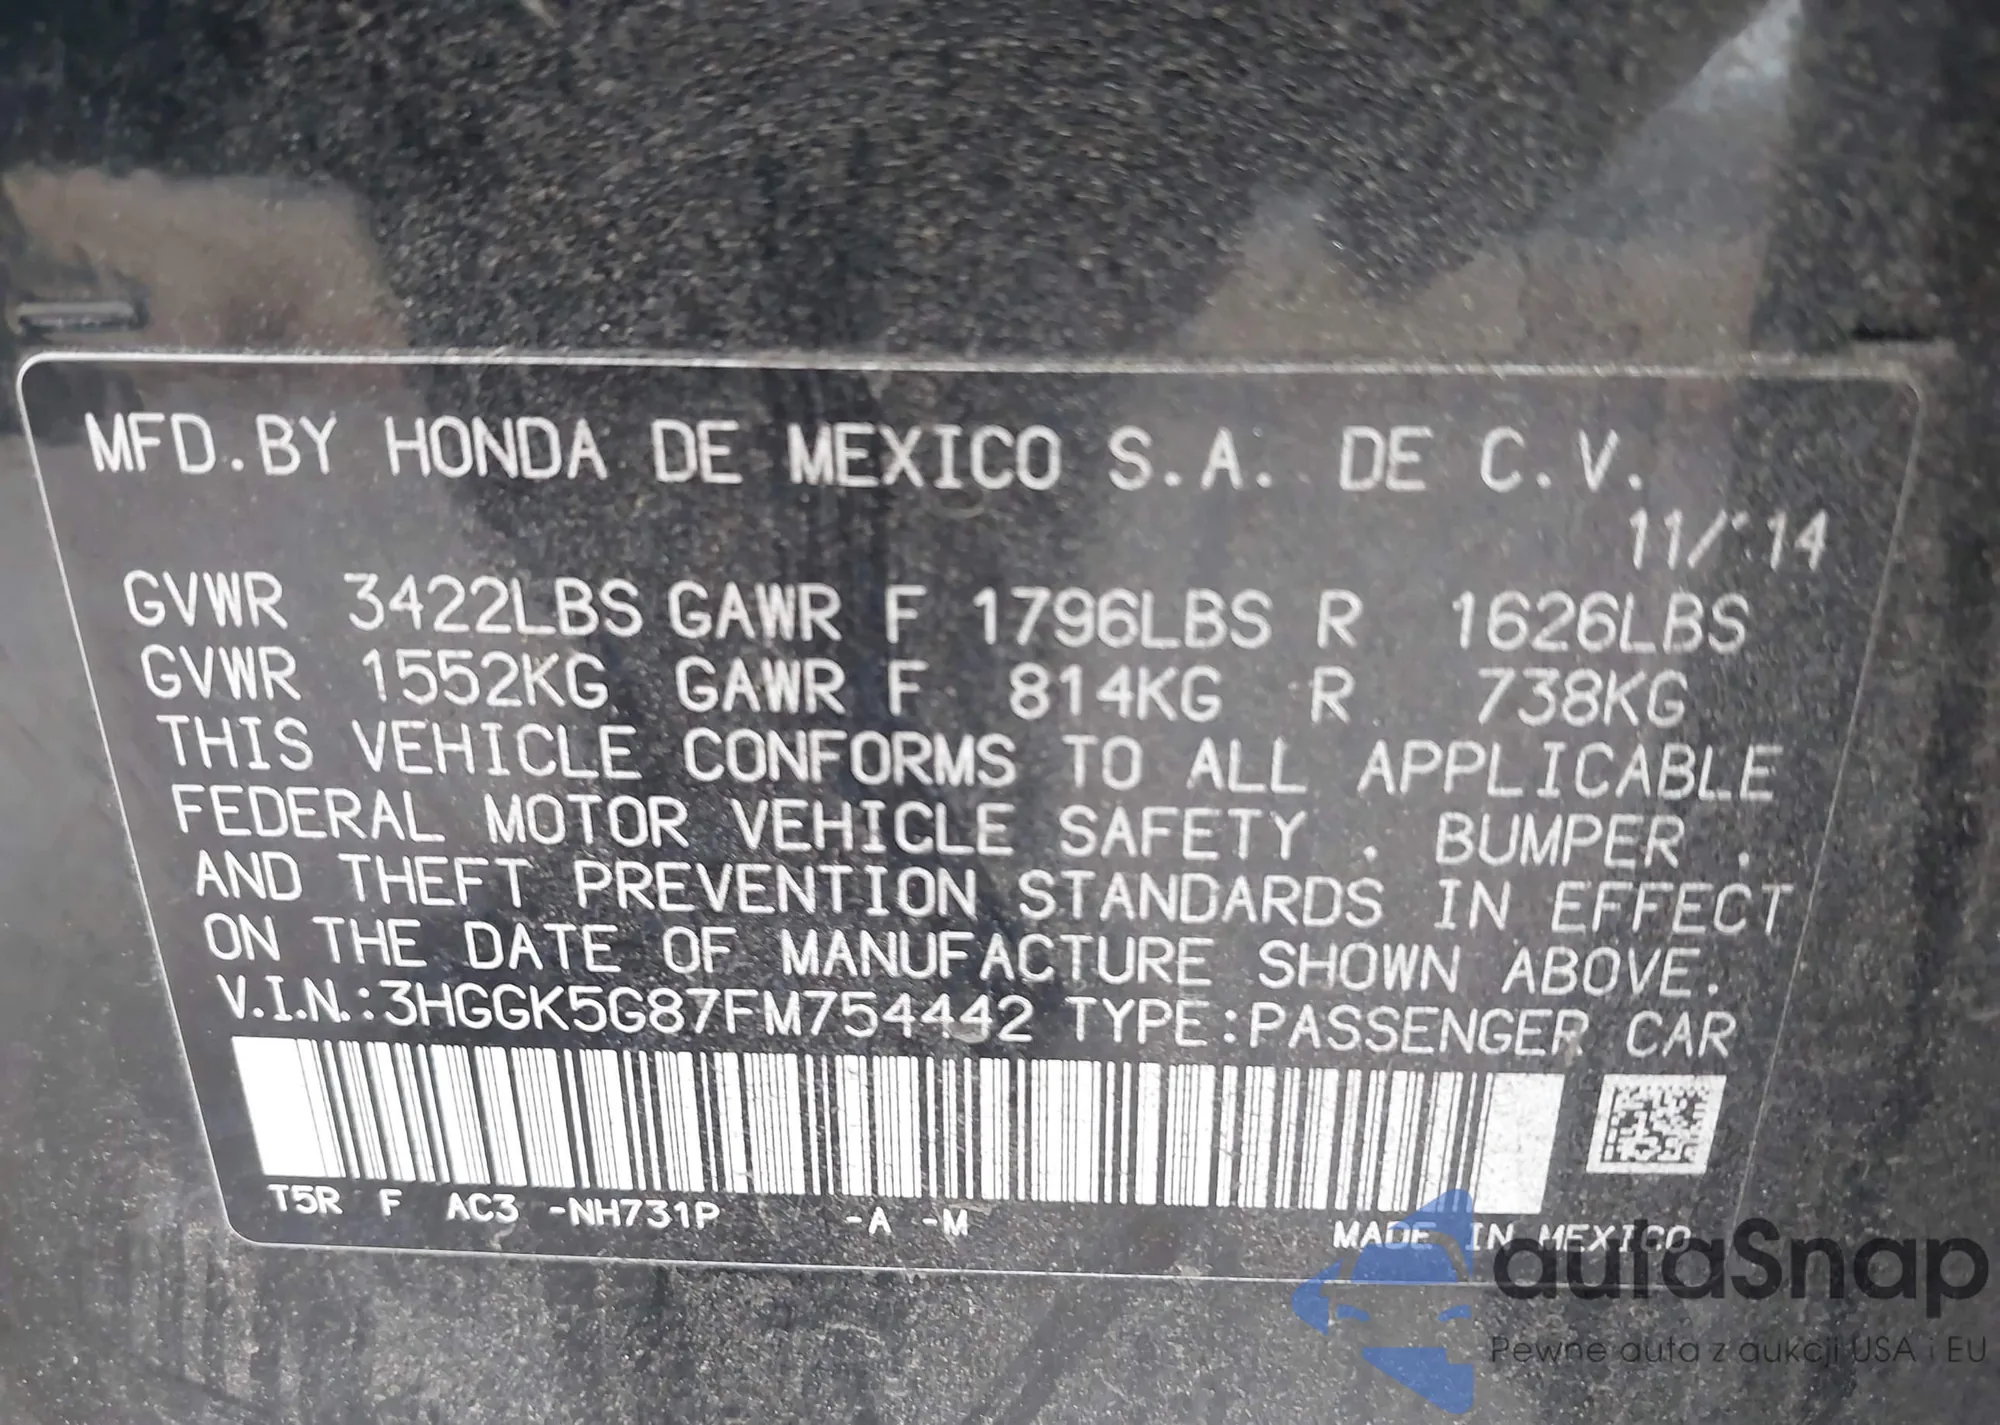 MFD.BY HONDA DE MEXICO S.A. DE C.V.
11/ 14
GVWR 3422LBS GAWR F 1796LBS R 1626LBS
GVWR 1552KG GAWR F 814KG R 738KG
THIS VEHICLE CONFORMS TO ALL APPLICABLE
FEDERAL MOTOR VEHICLE SAFETY , BUMPER ,
AND THEFT PREVENTION STANDARDS IN EFFECT
ON THE DATE OF MANUFACTURE SHOWN ABOVE.
V.I.N.:3HGGK5G87FM754442 TYPE:PASSENGER CAR
T5R F AC3 -NH731P -A -M
MADE IN MEXICO
autaSnap
Pewne auta z aukcji USA i EU